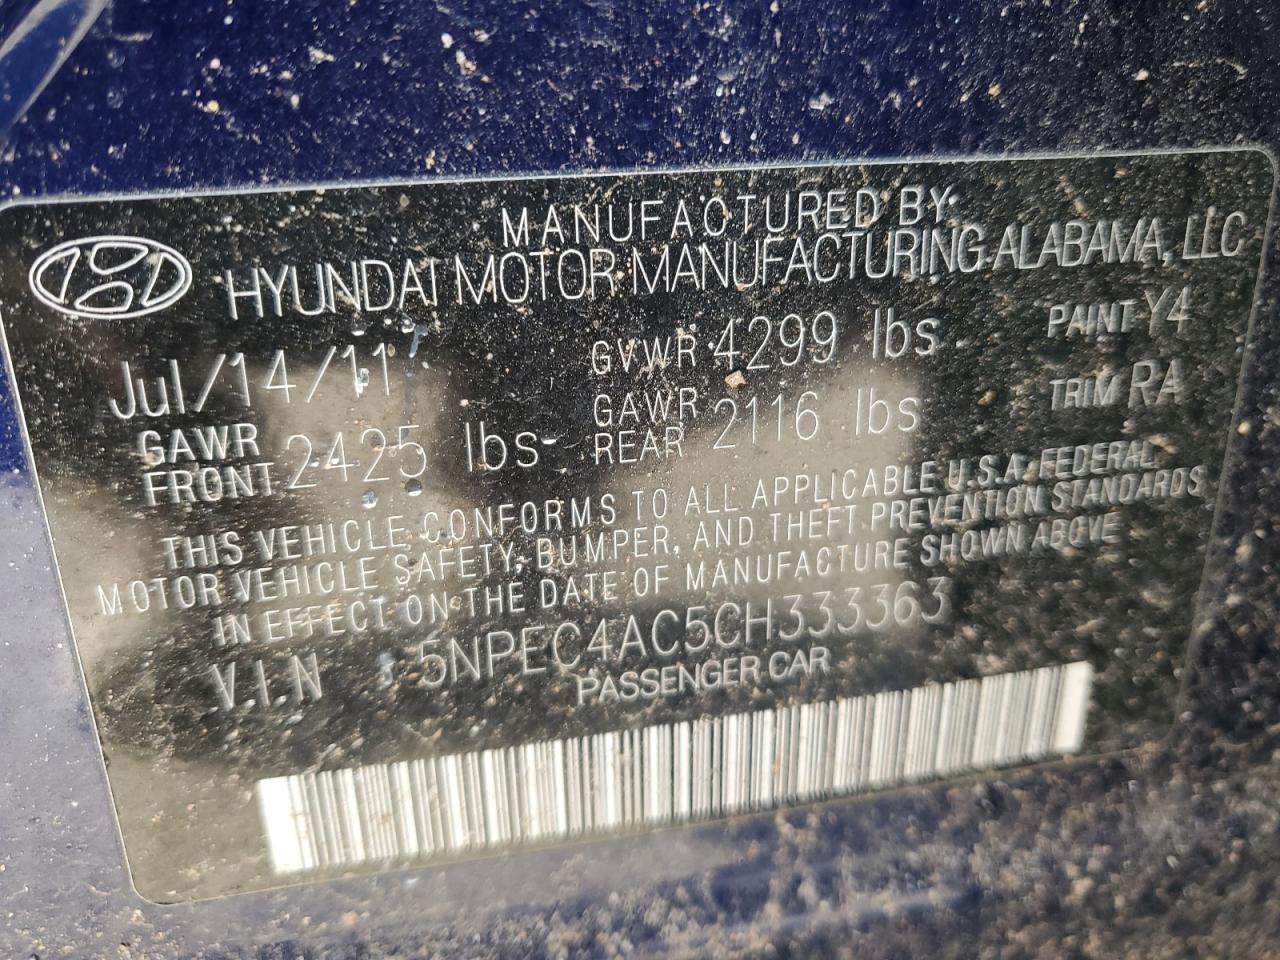 MANUFACTURED BY
HYUNDAI MOTOR MANUFACTURING ALABAMA, LLC
Jul/14/11 GVWR 4299 lbs PAINT Y4
GAWR FRONT 2425 lbs GAWR REAR 2116 lbs TRIM RA
THIS VEHICLE CONFORMS TO ALL APPLICABLE U.S.A. FEDERAL
MOTOR VEHICLE SAFETY, BUMPER, AND THEFT PREVENTION STANDARDS
IN EFFECT ON THE DATE OF MANUFACTURE SHOWN ABOVE
V.I.N 5NPEC4AC5CH333363
PASSENGER CAR